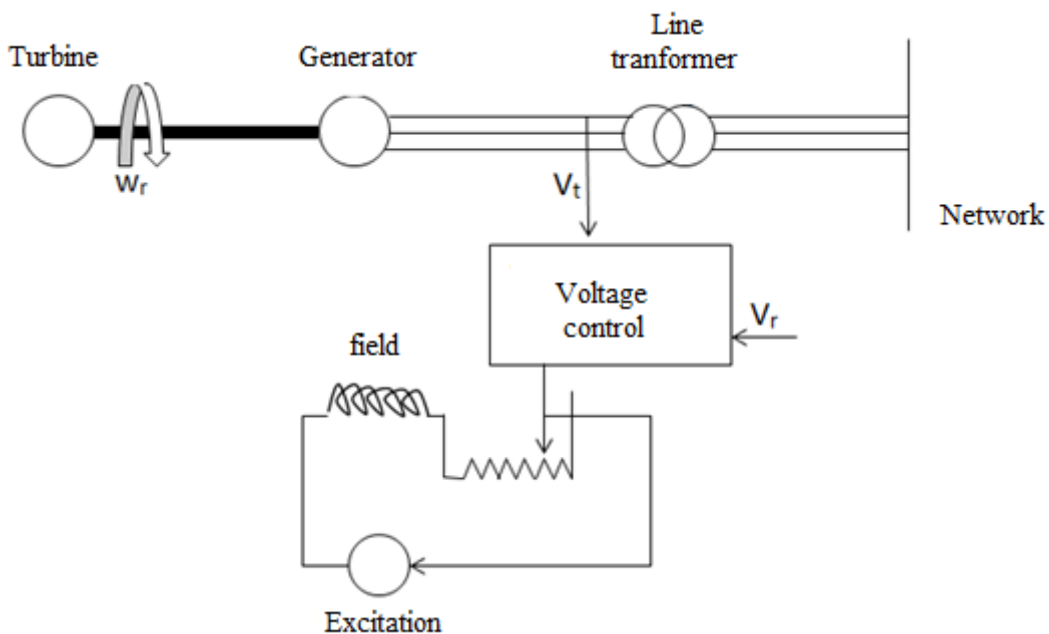 Turbine
Generator
Line
tranformer
wᵣ
Vₜ
Network
Voltage
control
Vᵣ
field
Excitation